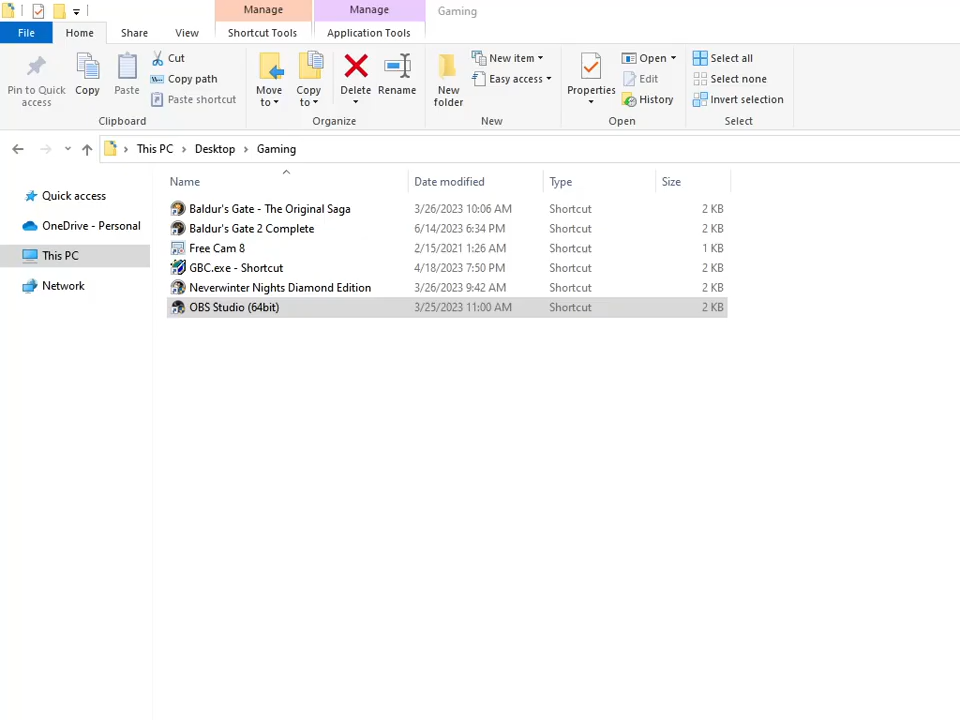 Manage Manage Gaming
File Home Share View Shortcut Tools Application Tools
Pin to Quick access
Copy
Paste
Cut
Copy path
Paste shortcut
Clipboard
Move to
Copy to
Delete
Rename
Organize
New folder
New item
Easy access
New
Properties
Open
Edit
History
Open
Select all
Select none
Invert selection
Select
This PC > Desktop > Gaming
Quick access
OneDrive - Personal
This PC
Network
Name Date modified Type Size
Baldur's Gate - The Original Saga 3/26/2023 10:06 AM Shortcut 2 KB
Baldur's Gate 2 Complete 6/14/2023 6:34 PM Shortcut 2 KB
Free Cam 8 2/15/2021 1:26 AM Shortcut 1 KB
GBC.exe - Shortcut 4/18/2023 7:50 PM Shortcut 2 KB
Neverwinter Nights Diamond Edition 3/26/2023 9:42 AM Shortcut 2 KB
OBS Studio (64bit) 3/25/2023 11:00 AM Shortcut 2 KB